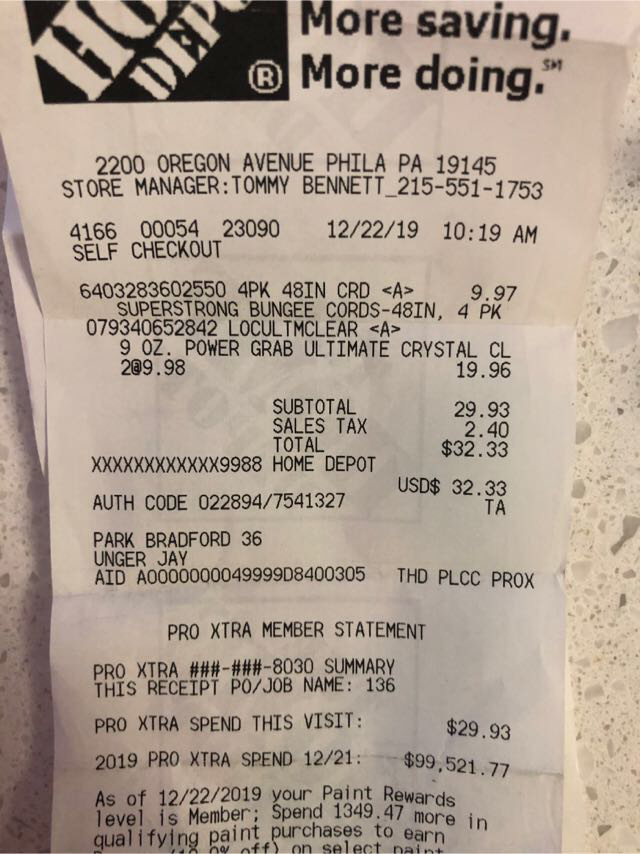 More saving.
More doing.℠
®
2200 OREGON AVENUE PHILA PA 19145
STORE MANAGER:TOMMY BENNETT_215-551-1753
4166 00054 23090 12/22/19 10:19 AM
SELF CHECKOUT
6403283602550 4PK 48IN CRD <A> 9.97
SUPERSTRONG BUNGEE CORDS-48IN, 4 PK
079340652842 LOCULTMCLEAR <A>
9 OZ. POWER GRAB ULTIMATE CRYSTAL CL
2@9.98 19.96
SUBTOTAL 29.93
SALES TAX 2.40
TOTAL $32.33
XXXXXXXXXXXX9988 HOME DEPOT
USD$ 32.33
AUTH CODE 022894/7541327 TA
PARK BRADFORD 36
UNGER JAY
AID A0000000049999D8400305 THD PLCC PROX
PRO XTRA MEMBER STATEMENT
PRO XTRA ###-###-8030 SUMMARY
THIS RECEIPT PO/JOB NAME: 136
PRO XTRA SPEND THIS VISIT: $29.93
2019 PRO XTRA SPEND 12/21: $99,521.77
As of 12/22/2019 your Paint Rewards
level is Member; Spend 1349.47 more in
qualifying paint purchases to earn
off) on select paint